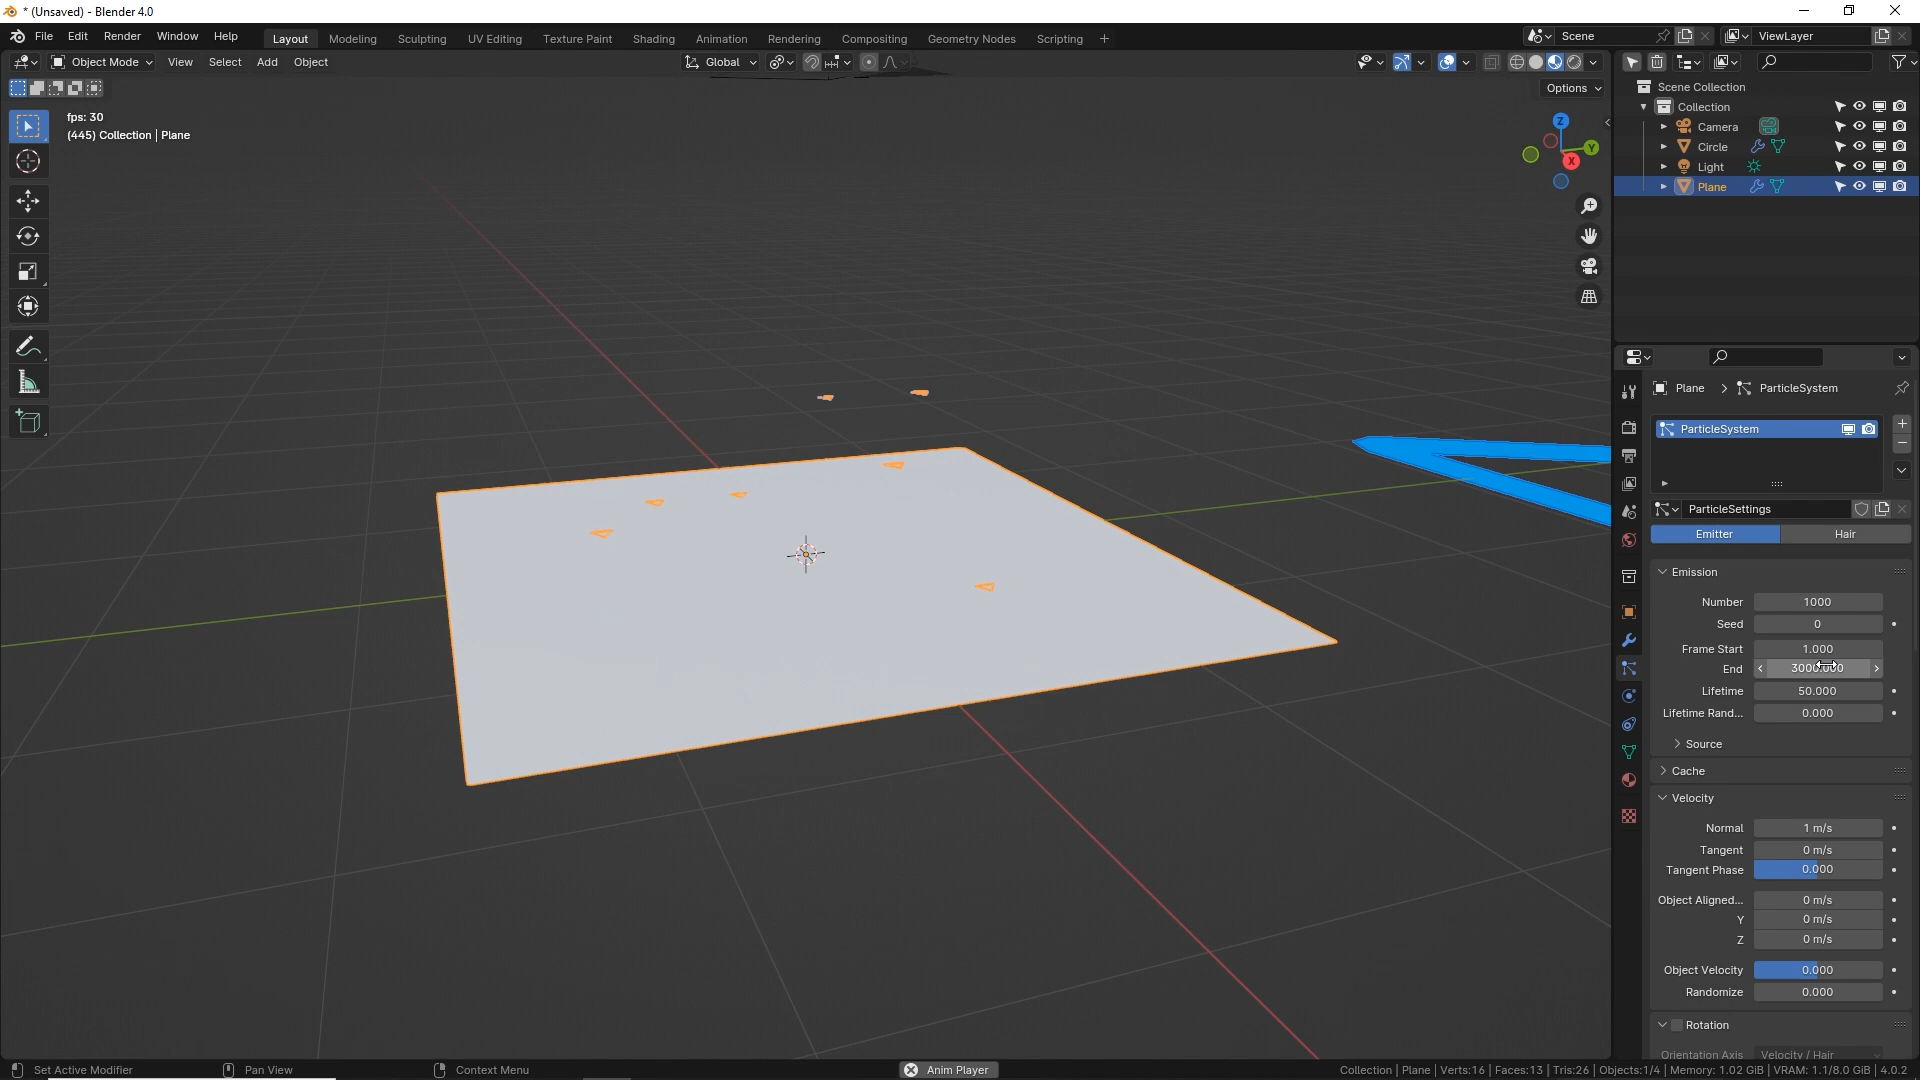 * (Unsaved) - Blender 4.0
File Edit Render Window Help
Layout Modeling Sculpting UV Editing Texture Paint Shading Animation Rendering Compositing Geometry Nodes Scripting +
Scene
ViewLayer
Object Mode View Select Add Object
Global
Options
fps: 30
(445) Collection | Plane
Z
Y
X
Scene Collection
Collection
Camera
Circle
Light
Plane
Plane > ParticleSystem
ParticleSystem
ParticleSettings
Emitter Hair
Emission
Number 1000
Seed 0
Frame Start 1.000
End 3000.000
Lifetime 50.000
Lifetime Rand... 0.000
Source
Cache
Velocity
Normal 1 m/s
Tangent 0 m/s
Tangent Phase 0.000
Object Aligned... 0 m/s
Y 0 m/s
Z 0 m/s
Object Velocity 0.000
Randomize 0.000
Rotation
Orientation Axis Velocity / Hair
Set Active Modifier Pan View Context Menu Anim Player Collection | Plane | Verts:16 | Faces:13 | Tris:26 | Objects:1/4 | Memory: 1.02 GiB | VRAM: 1.1/8.0 GiB | 4.0.2